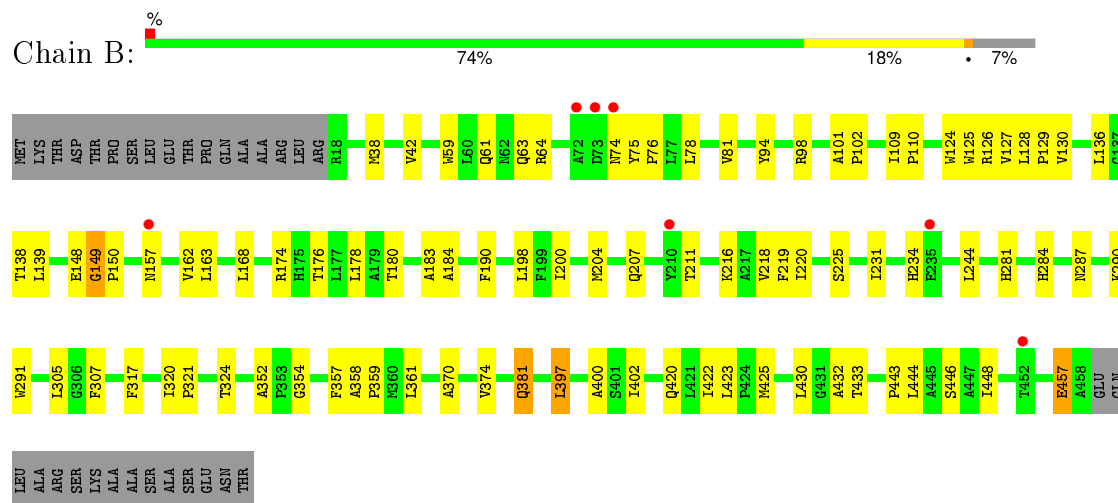 %
Chain B:
74% 18% • 7%
MET LYS THR ASP THR PRO SER LEU GLU THR PRO GLN ALA ALA ARG LEU ARG R18 M38 V42 W59 L60 Q61 N62 Q63 R64 A72 D73 N74 Y75 P76 L77 L78 V81 Y94 R98 A101 P102 I109 P110 W124 W125 R126 V127 L128 P129 V130 L136 G137
T138 L139 E148 G149 P150 N157 V162 L163 L168 R174 H175 T176 L177 L178 A179 T180 A183 A184 F190 L198 F199 I200 M204 Q207 Y210 T211 K216 A217 V218 F219 I220 S225 I231 H234 E235 L244 H281 H284 N287 K290
W291 L305 G306 F307 F317 I320 P321 T324 A352 P353 G354 F357 A358 P359 M360 L361 A370 V374 Q381 L397 A400 S401 I402 Q420 L421 I422 L423 P424 M425 L430 G431 A432 T433 P443 L444 A445 S446 A447 I448 T452 E457 A458 GLU GLN
LEU ALA ARG SER LYS ALA ALA SER ALA SER GLU ASN THR